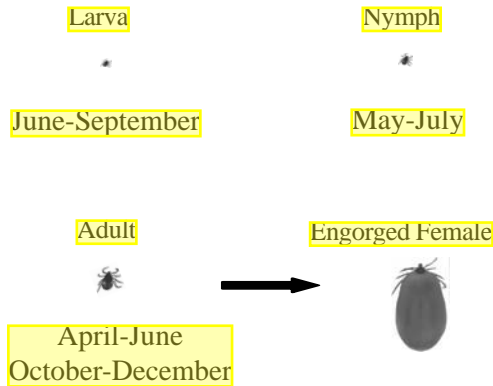 Larva
Nymph
June-September
May-July
Adult
Engorged Female
April-June
October-December